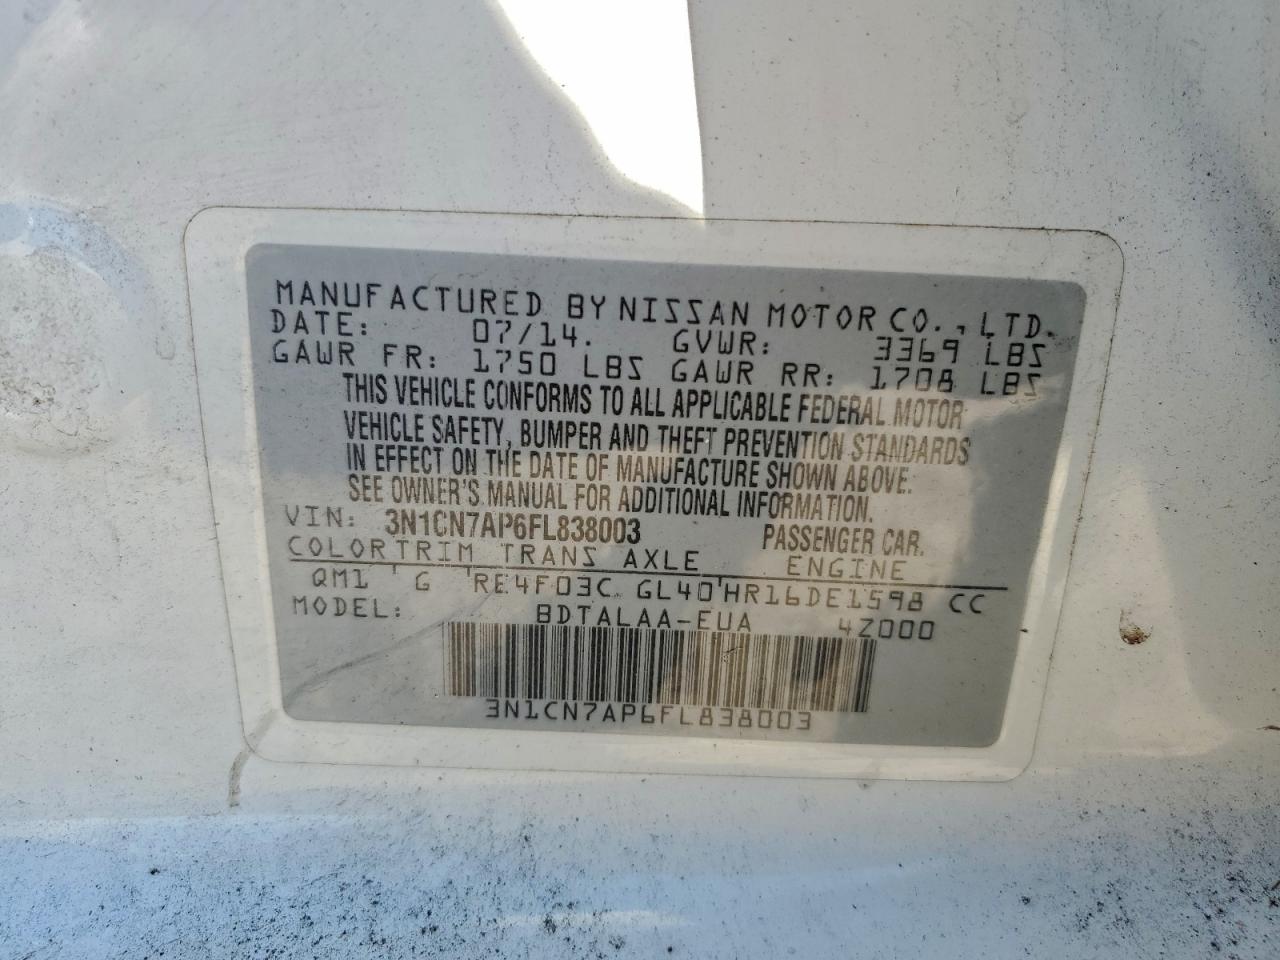 MANUFACTURED BY NISSAN MOTOR CO., LTD.
DATE: 07/14. GVWR: 3369 LBS
GAWR FR: 1750 LBS GAWR RR: 1708 LBS
THIS VEHICLE CONFORMS TO ALL APPLICABLE FEDERAL MOTOR
VEHICLE SAFETY, BUMPER AND THEFT PREVENTION STANDARDS
IN EFFECT ON THE DATE OF MANUFACTURE SHOWN ABOVE.
SEE OWNER'S MANUAL FOR ADDITIONAL INFORMATION.
VIN: 3N1CN7AP6FL838003 PASSENGER CAR.
COLOR TRIM TRANS AXLE ENGINE
QM1 G RE4F03C GL40 HR16DE1598 CC
MODEL: BDTALAA-EUA 4Z000
3N1CN7AP6FL838003